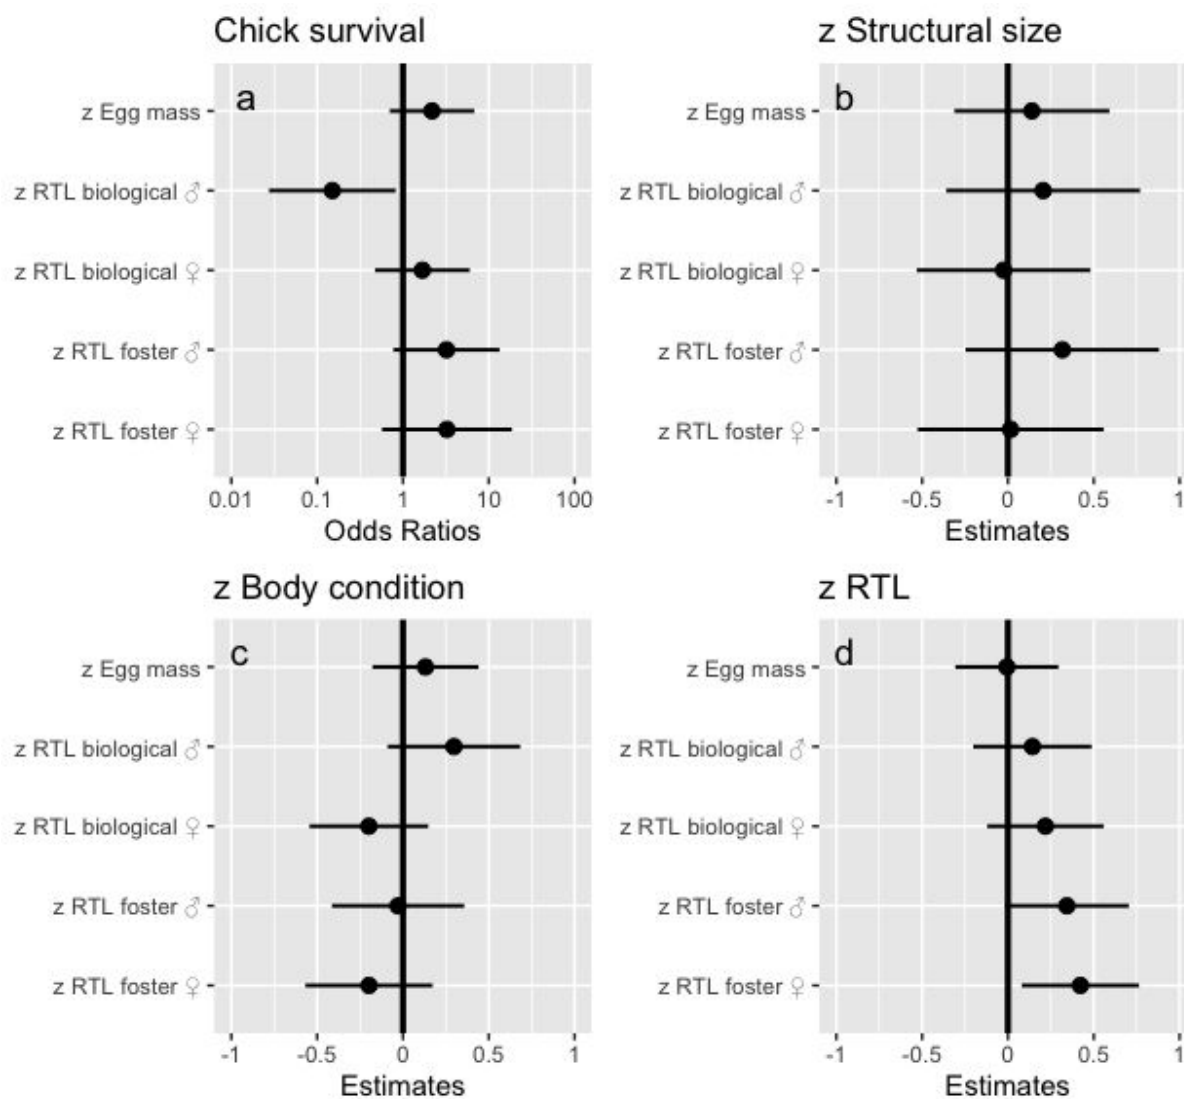 Chick survival
a
z Egg mass
z RTL biological ♂
z RTL biological ♀
z RTL foster ♂
z RTL foster ♀
0.01 0.1 1 10 100
Odds Ratios
z Structural size
b
z Egg mass
z RTL biological ♂
z RTL biological ♀
z RTL foster ♂
z RTL foster ♀
-1 -0.5 0 0.5 1
Estimates
z Body condition
c
z Egg mass
z RTL biological ♂
z RTL biological ♀
z RTL foster ♂
z RTL foster ♀
-1 -0.5 0 0.5 1
Estimates
z RTL
d
z Egg mass
z RTL biological ♂
z RTL biological ♀
z RTL foster ♂
z RTL foster ♀
-1 -0.5 0 0.5 1
Estimates